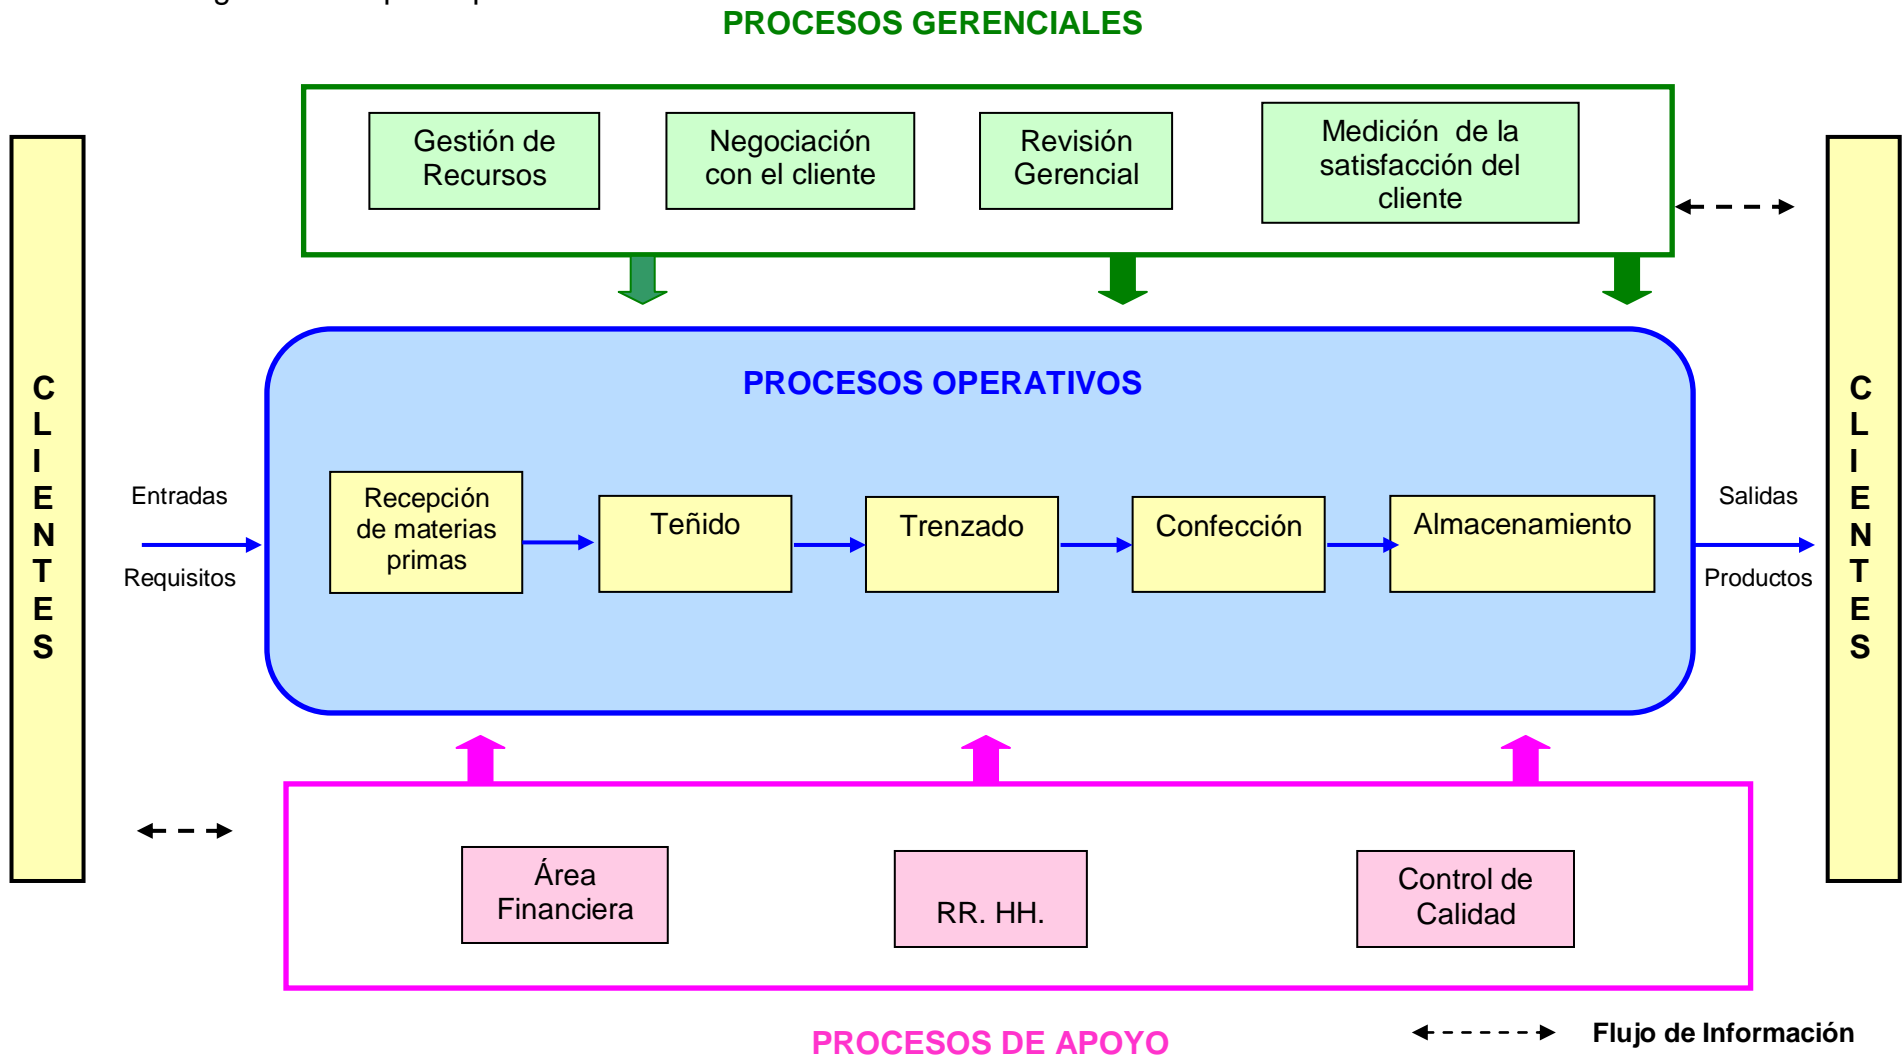 PROCESOS GERENCIALES
Gestión de
Recursos
Negociación
con el cliente
Revisión
Gerencial
Medición  de la
satisfacción del
cliente
C
L
I
E
N
T
E
S
Entradas
Requisitos
PROCESOS OPERATIVOS
Recepción
de materias
primas
Teñido
Trenzado
Confección
Almacenamiento
Salidas
Productos
C
L
I
E
N
T
E
S
Área
Financiera
RR. HH.
Control de
Calidad
PROCESOS DE APOYO
Flujo de Información